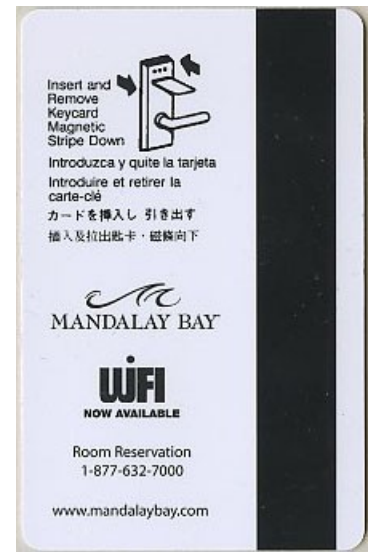 Insert and
Remove
Keycard
Magnetic
Stripe Down
Introduzca y quite la tarjeta
Introduire et retirer la
carte-clé
カードを挿入し 引き出す
插入及拉出匙卡・磁條向下
MANDALAY BAY
WiFI
NOW AVAILABLE
Room Reservation
1-877-632-7000
www.mandalaybay.com